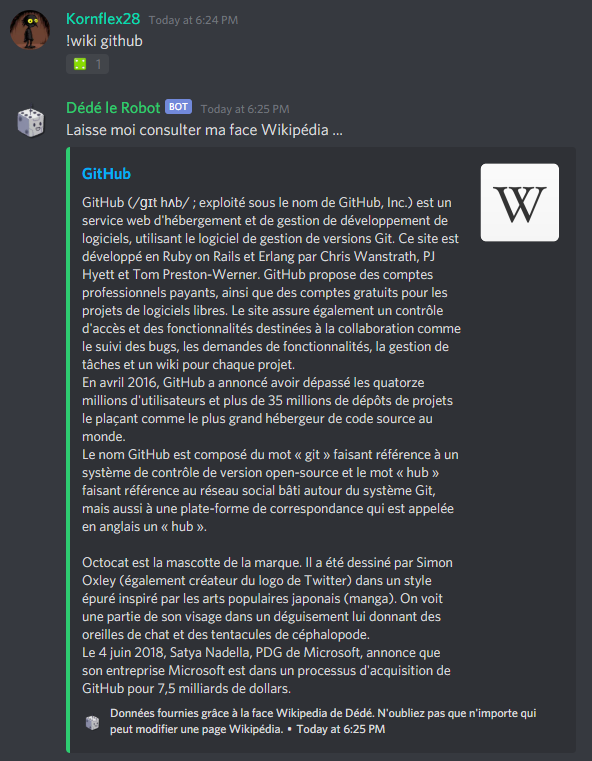 Kornflex28 Today at 6:24 PM
!wiki github
1
Dédé le Robot BOT Today at 6:25 PM
Laisse moi consulter ma face Wikipédia ...
GitHub
W
GitHub (/ɡɪt hʌb/ ; exploité sous le nom de GitHub, Inc.) est un
service web d'hébergement et de gestion de développement de
logiciels, utilisant le logiciel de gestion de versions Git. Ce site est
développé en Ruby on Rails et Erlang par Chris Wanstrath, PJ
Hyett et Tom Preston-Werner. GitHub propose des comptes
professionnels payants, ainsi que des comptes gratuits pour les
projets de logiciels libres. Le site assure également un contrôle
d'accès et des fonctionnalités destinées à la collaboration comme
le suivi des bugs, les demandes de fonctionnalités, la gestion de
tâches et un wiki pour chaque projet.
En avril 2016, GitHub a annoncé avoir dépassé les quatorze
millions d'utilisateurs et plus de 35 millions de dépôts de projets
le plaçant comme le plus grand hébergeur de code source au
monde.
Le nom GitHub est composé du mot « git » faisant référence à un
système de contrôle de version open-source et le mot « hub »
faisant référence au réseau social bâti autour du système Git,
mais aussi à une plate-forme de correspondance qui est appelée
en anglais un « hub ».
Octocat est la mascotte de la marque. Il a été dessiné par Simon
Oxley (également créateur du logo de Twitter) dans un style
épuré inspiré par les arts populaires japonais (manga). On voit
une partie de son visage dans un déguisement lui donnant des
oreilles de chat et des tentacules de céphalopode.
Le 4 juin 2018, Satya Nadella, PDG de Microsoft, annonce que
son entreprise Microsoft est dans un processus d'acquisition de
GitHub pour 7,5 milliards de dollars.
Données fournies grâce à la face Wikipedia de Dédé. N'oubliez pas que n'importe qui
peut modifier une page Wikipédia. • Today at 6:25 PM